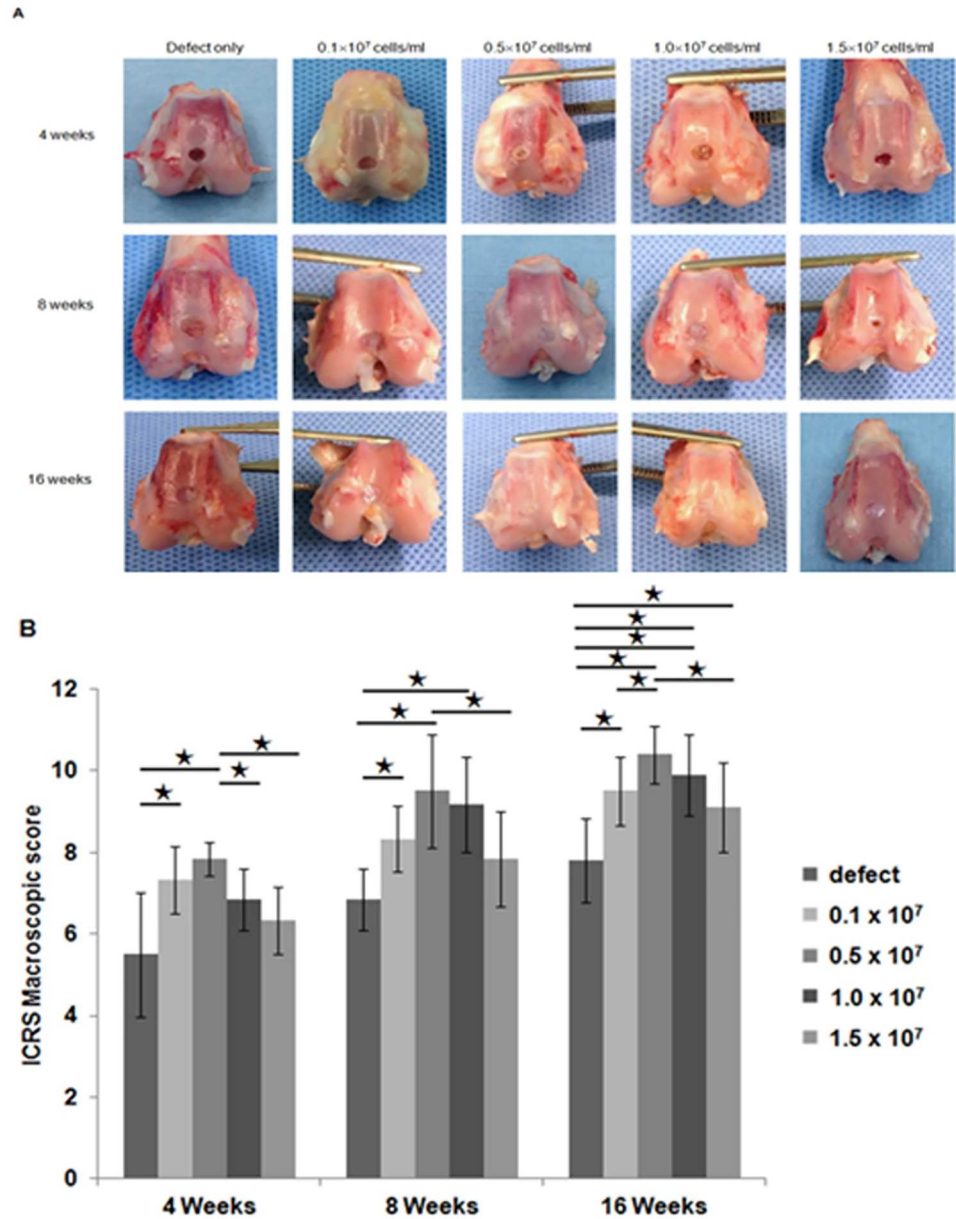 A
Defect only 0.1×10⁷ cells/ml 0.5×10⁷ cells/ml 1.0×10⁷ cells/ml 1.5×10⁷ cells/ml
4 weeks
8 weeks
16 weeks
B
ICRS Macroscopic score
12
10
8
6
4
2
0
4 Weeks 8 Weeks 16 Weeks
defect
0.1 x 10⁷
0.5 x 10⁷
1.0 x 10⁷
1.5 x 10⁷